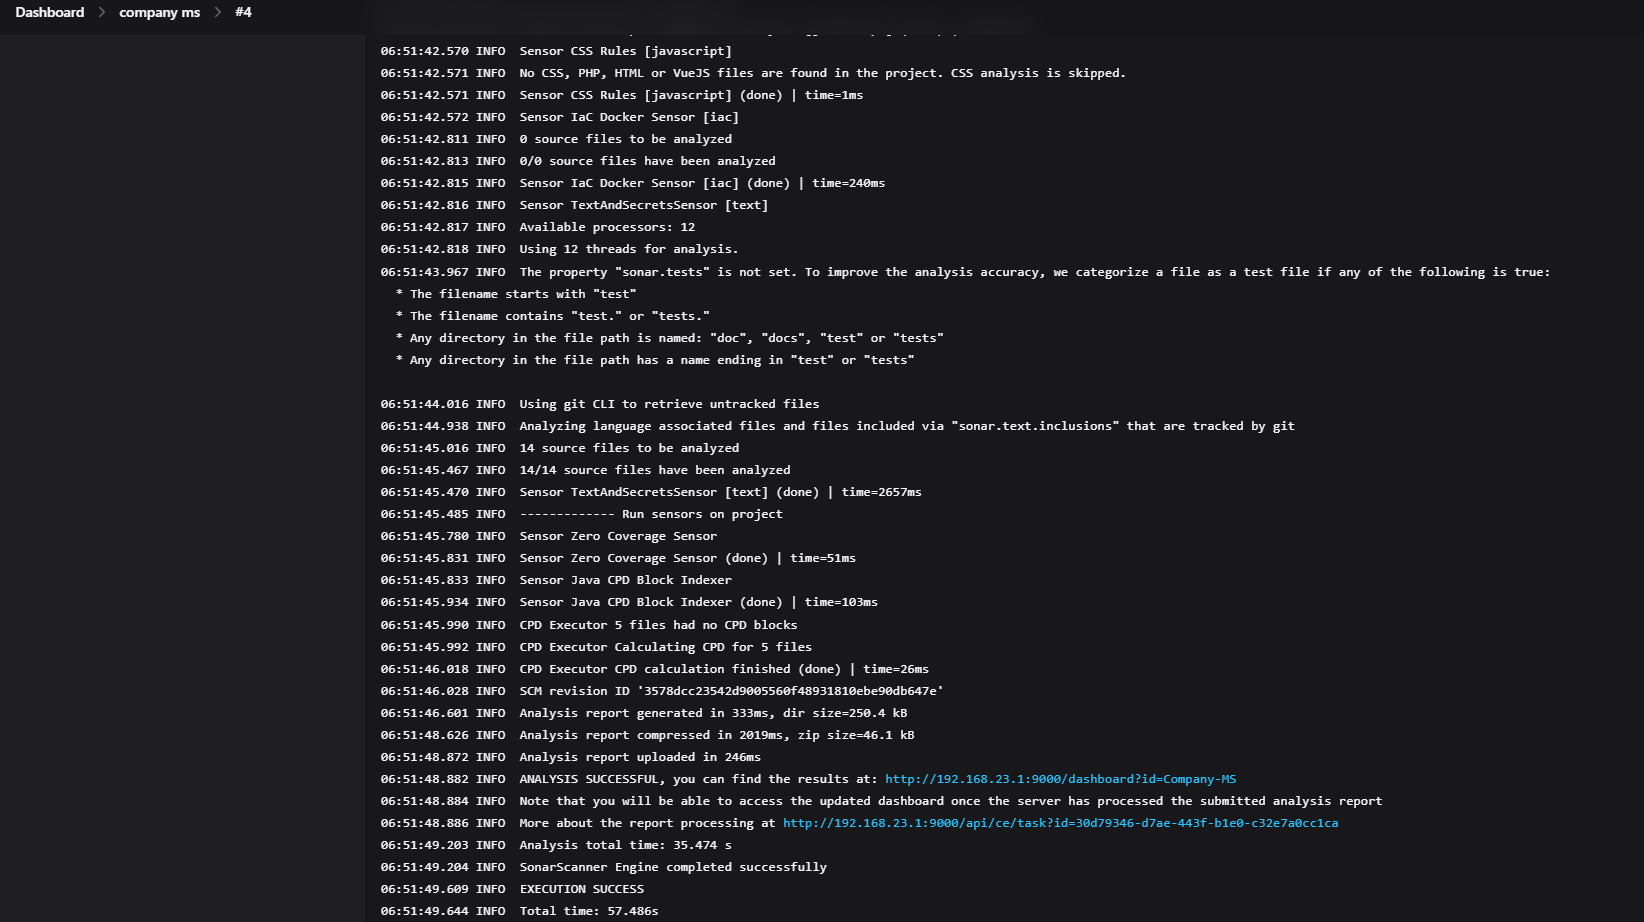 Dashboard > company ms > #4
06:51:42.570 INFO  Sensor CSS Rules [javascript]
06:51:42.571 INFO  No CSS, PHP, HTML or VueJS files are found in the project. CSS analysis is skipped.
06:51:42.571 INFO  Sensor CSS Rules [javascript] (done) | time=1ms
06:51:42.572 INFO  Sensor IaC Docker Sensor [iac]
06:51:42.811 INFO  0 source files to be analyzed
06:51:42.813 INFO  0/0 source files have been analyzed
06:51:42.815 INFO  Sensor IaC Docker Sensor [iac] (done) | time=240ms
06:51:42.816 INFO  Sensor TextAndSecretsSensor [text]
06:51:42.817 INFO  Available processors: 12
06:51:42.818 INFO  Using 12 threads for analysis.
06:51:43.967 INFO  The property "sonar.tests" is not set. To improve the analysis accuracy, we categorize a file as a test file if any of the following is true:
  * The filename starts with "test"
  * The filename contains "test." or "tests."
  * Any directory in the file path is named: "doc", "docs", "test" or "tests"
  * Any directory in the file path has a name ending in "test" or "tests"
06:51:44.016 INFO  Using git CLI to retrieve untracked files
06:51:44.938 INFO  Analyzing language associated files and files included via "sonar.text.inclusions" that are tracked by git
06:51:45.016 INFO  14 source files to be analyzed
06:51:45.467 INFO  14/14 source files have been analyzed
06:51:45.470 INFO  Sensor TextAndSecretsSensor [text] (done) | time=2657ms
06:51:45.485 INFO  ------------- Run sensors on project
06:51:45.780 INFO  Sensor Zero Coverage Sensor
06:51:45.831 INFO  Sensor Zero Coverage Sensor (done) | time=51ms
06:51:45.833 INFO  Sensor Java CPD Block Indexer
06:51:45.934 INFO  Sensor Java CPD Block Indexer (done) | time=103ms
06:51:45.990 INFO  CPD Executor 5 files had no CPD blocks
06:51:45.992 INFO  CPD Executor Calculating CPD for 5 files
06:51:46.018 INFO  CPD Executor CPD calculation finished (done) | time=26ms
06:51:46.028 INFO  SCM revision ID '3578dcc23542d9005560f48931810ebe90db647e'
06:51:46.601 INFO  Analysis report generated in 333ms, dir size=250.4 kB
06:51:48.626 INFO  Analysis report compressed in 2019ms, zip size=46.1 kB
06:51:48.872 INFO  Analysis report uploaded in 246ms
06:51:48.882 INFO  ANALYSIS SUCCESSFUL, you can find the results at: http://192.168.23.1:9000/dashboard?id=Company-MS
06:51:48.884 INFO  Note that you will be able to access the updated dashboard once the server has processed the submitted analysis report
06:51:48.886 INFO  More about the report processing at http://192.168.23.1:9000/api/ce/task?id=30d79346-d7ae-443f-b1e0-c32e7a0cc1ca
06:51:49.203 INFO  Analysis total time: 35.474 s
06:51:49.204 INFO  SonarScanner Engine completed successfully
06:51:49.609 INFO  EXECUTION SUCCESS
06:51:49.644 INFO  Total time: 57.486s